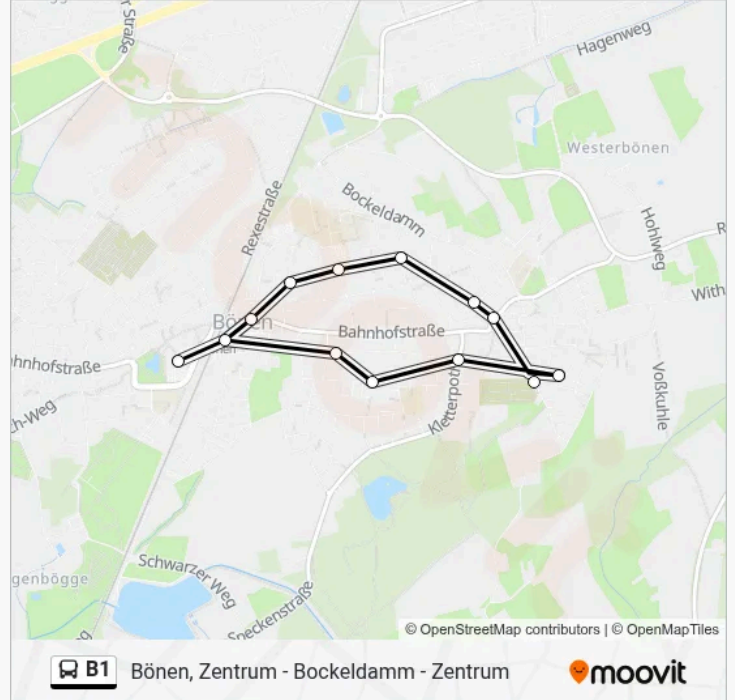 r Straße
Hagenweg
Westerbönen
Bockeldamm
Rexestraße
Hohlweg
R
With
Bönen
Bahnhofstraße
hnhofstraße
Kletterpoth
Voßkuhle
ch-Weg
Schwarzer Weg
genbögge
Speckenstraße
© OpenStreetMap contributors | © OpenMapTiles
B1 Bönen, Zentrum - Bockeldamm - Zentrum
moovit